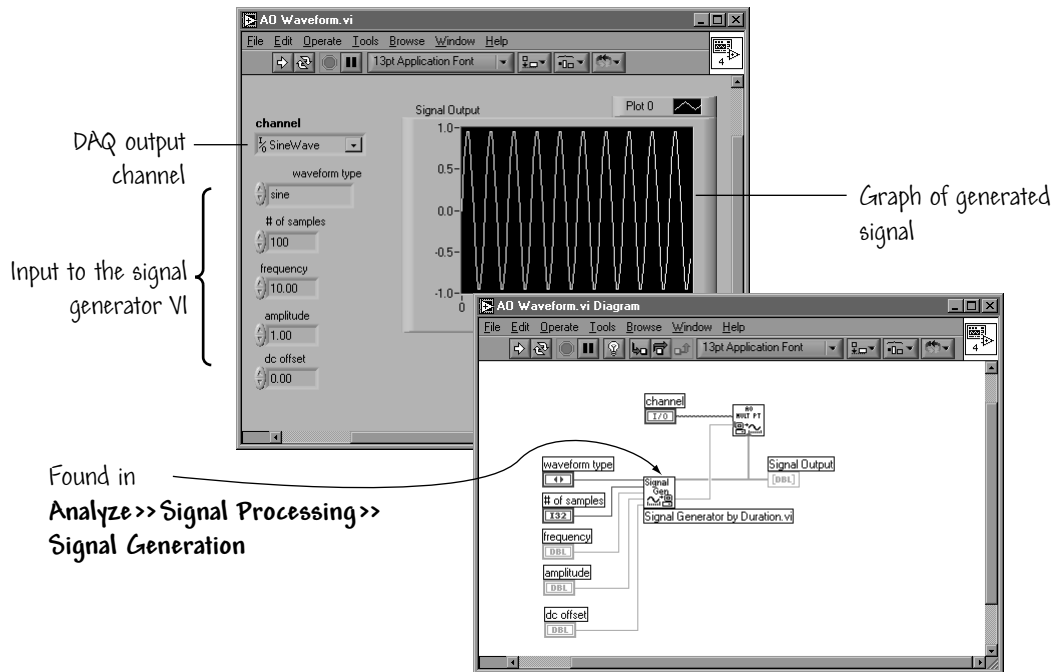 AO Waveform.vi
File Edit Operate Tools Browse Window Help
13pt Application Font
4
channel
I/O SineWave
waveform type
sine
# of samples
100
frequency
10.00
amplitude
1.00
dc offset
0.00
Signal Output
Plot 0
1.0
0.5
0.0
-0.5
-1.0
0
DAQ output
channel
Input to the signal
generator VI
Graph of generated
signal
Found in
Analyze>>Signal Processing>>
Signal Generation
AO Waveform.vi Diagram
File Edit Operate Tools Browse Window Help
13pt Application Font
4
channel
I/O
AO
MULT PT
waveform type
Signal
Gen
Signal Output
[DBL]
# of samples
I32
Signal Generator by Duration.vi
frequency
DBL
amplitude
DBL
dc offset
DBL